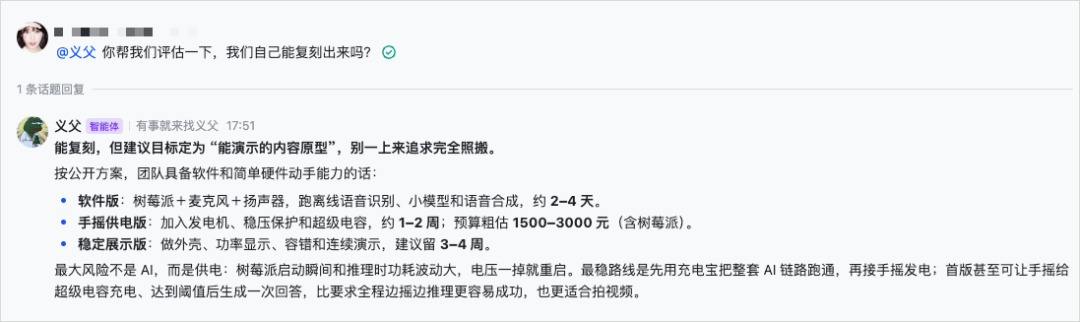 @义父 你帮我们评估一下，我们自己能复刻出来吗？
1 条话题回复
义父 智能体 有事就来找义父 17:51
能复刻，但建议目标定为 “能演示的内容原型”，别一上来追求完全照搬。
按公开方案，团队具备软件和简单硬件动手能力的话：
• 软件版：树莓派＋麦克风＋扬声器，跑离线语音识别、小模型和语音合成，约 2–4 天。
• 手摇供电版：加入发电机、稳压保护和超级电容，约 1–2 周；预算粗估 1500–3000 元（含树莓派）。
• 稳定展示版：做外壳、功率显示、容错和连续演示，建议留 3–4 周。
最大风险不是 AI，而是供电：树莓派启动瞬间和推理时功耗波动大，电压一掉就重启。最稳路线是先用充电宝把整套 AI 链路跑通，再接手摇发电；首版甚至可让手摇给
超级电容充电、达到阈值后生成一次回答，比要求全程边摇边推理更容易成功，也更适合拍视频。